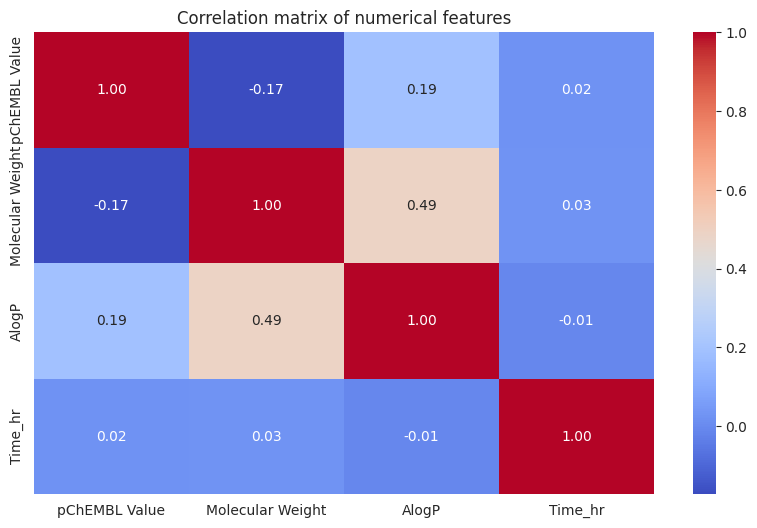 Correlation matrix of numerical features
pChEMBL Value
1.00 -0.17 0.19 0.02
Molecular Weight
-0.17 1.00 0.49 0.03
AlogP
0.19 0.49 1.00 -0.01
Time_hr
0.02 0.03 -0.01 1.00
pChEMBL Value Molecular Weight AlogP Time_hr
1.0
0.8
0.6
0.4
0.2
0.0